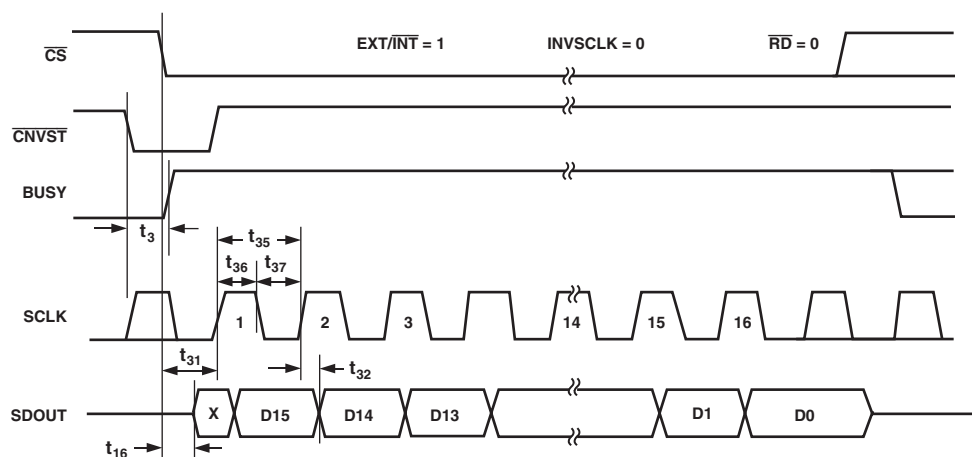 EXT/INT = 1 INVSCLK = 0 RD = 0
CS
CNVST
BUSY
t3
t35
t36 t37
SCLK
1 2 3 14 15 16
t31
t32
SDOUT
X D15 D14 D13 D1 D0
t16